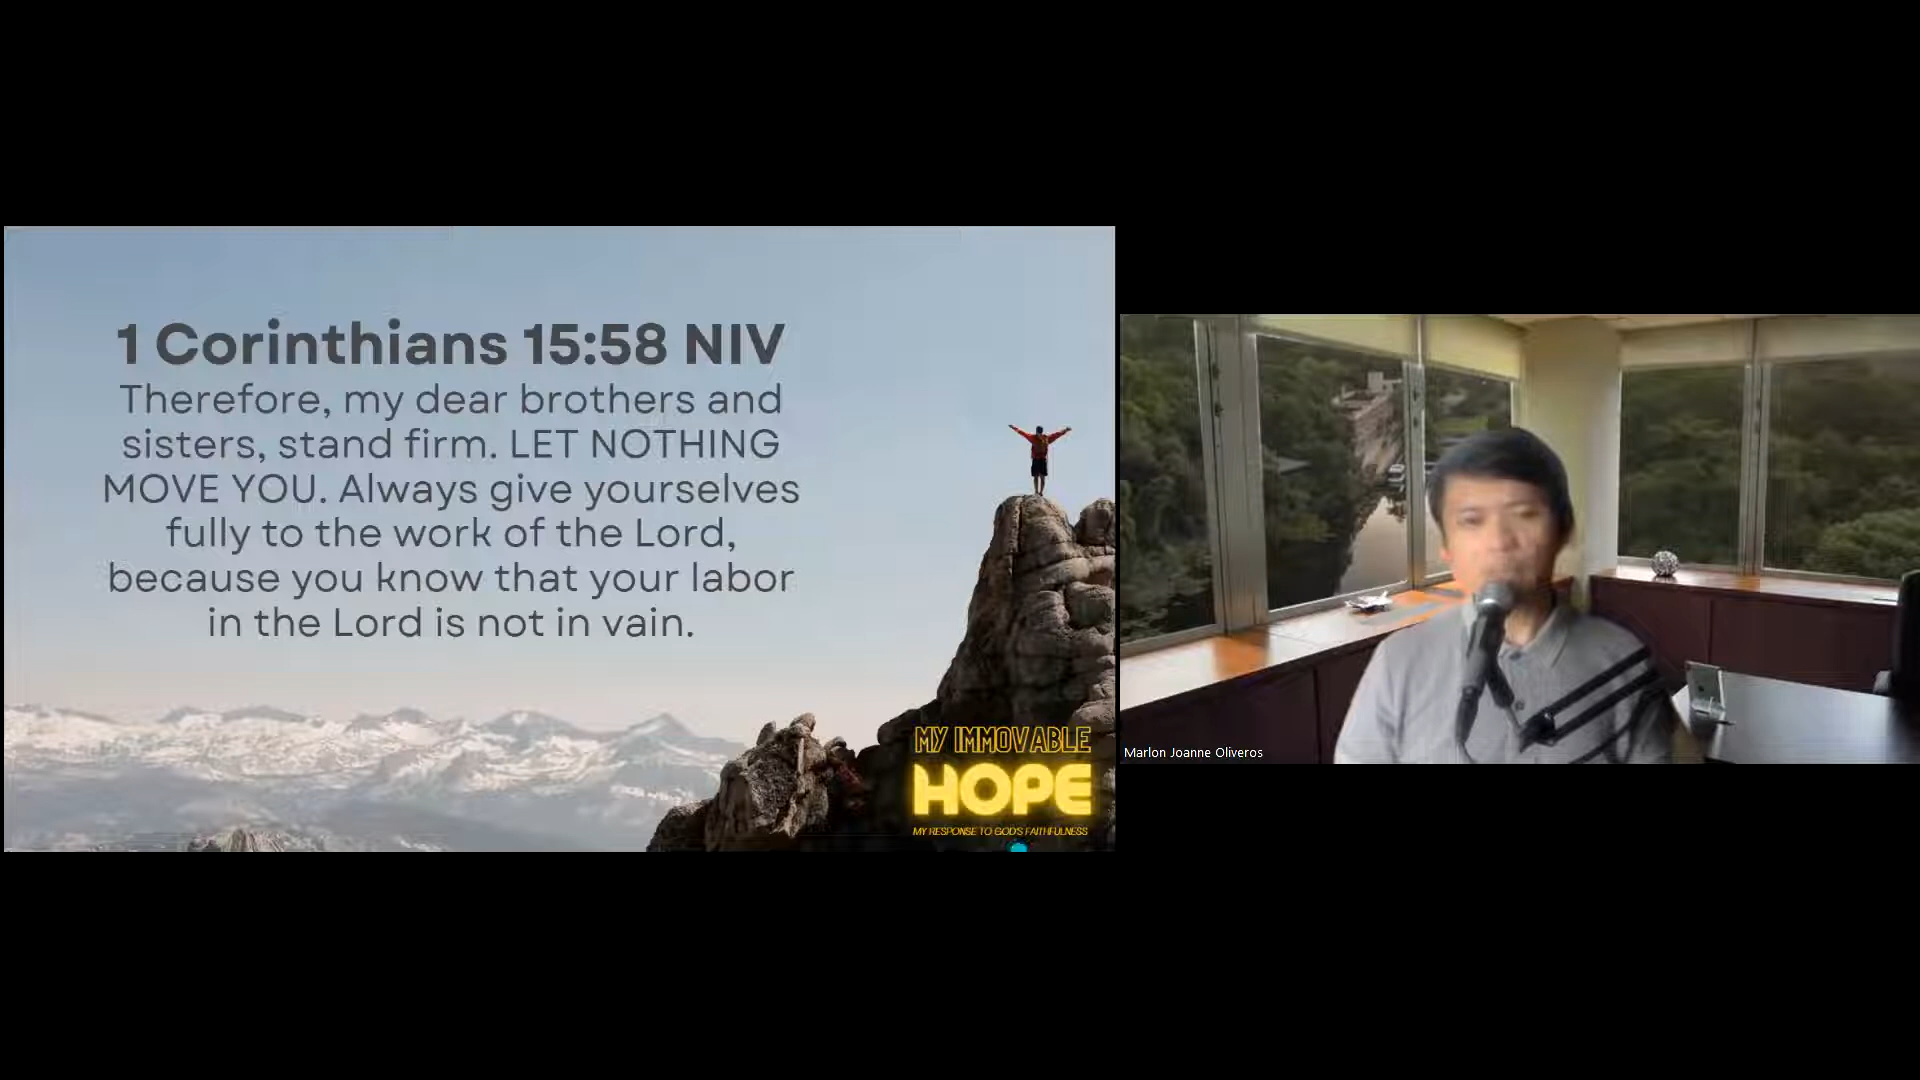 1 Corinthians 15:58 NIV
Therefore, my dear brothers and
sisters, stand firm. LET NOTHING
MOVE YOU. Always give yourselves
fully to the work of the Lord,
because you know that your labor
in the Lord is not in vain.
MY IMMOVABLE
HOPE
MY RESPONSE TO GOD'S FAITHFULNESS
Marlon Joanne Oliveros